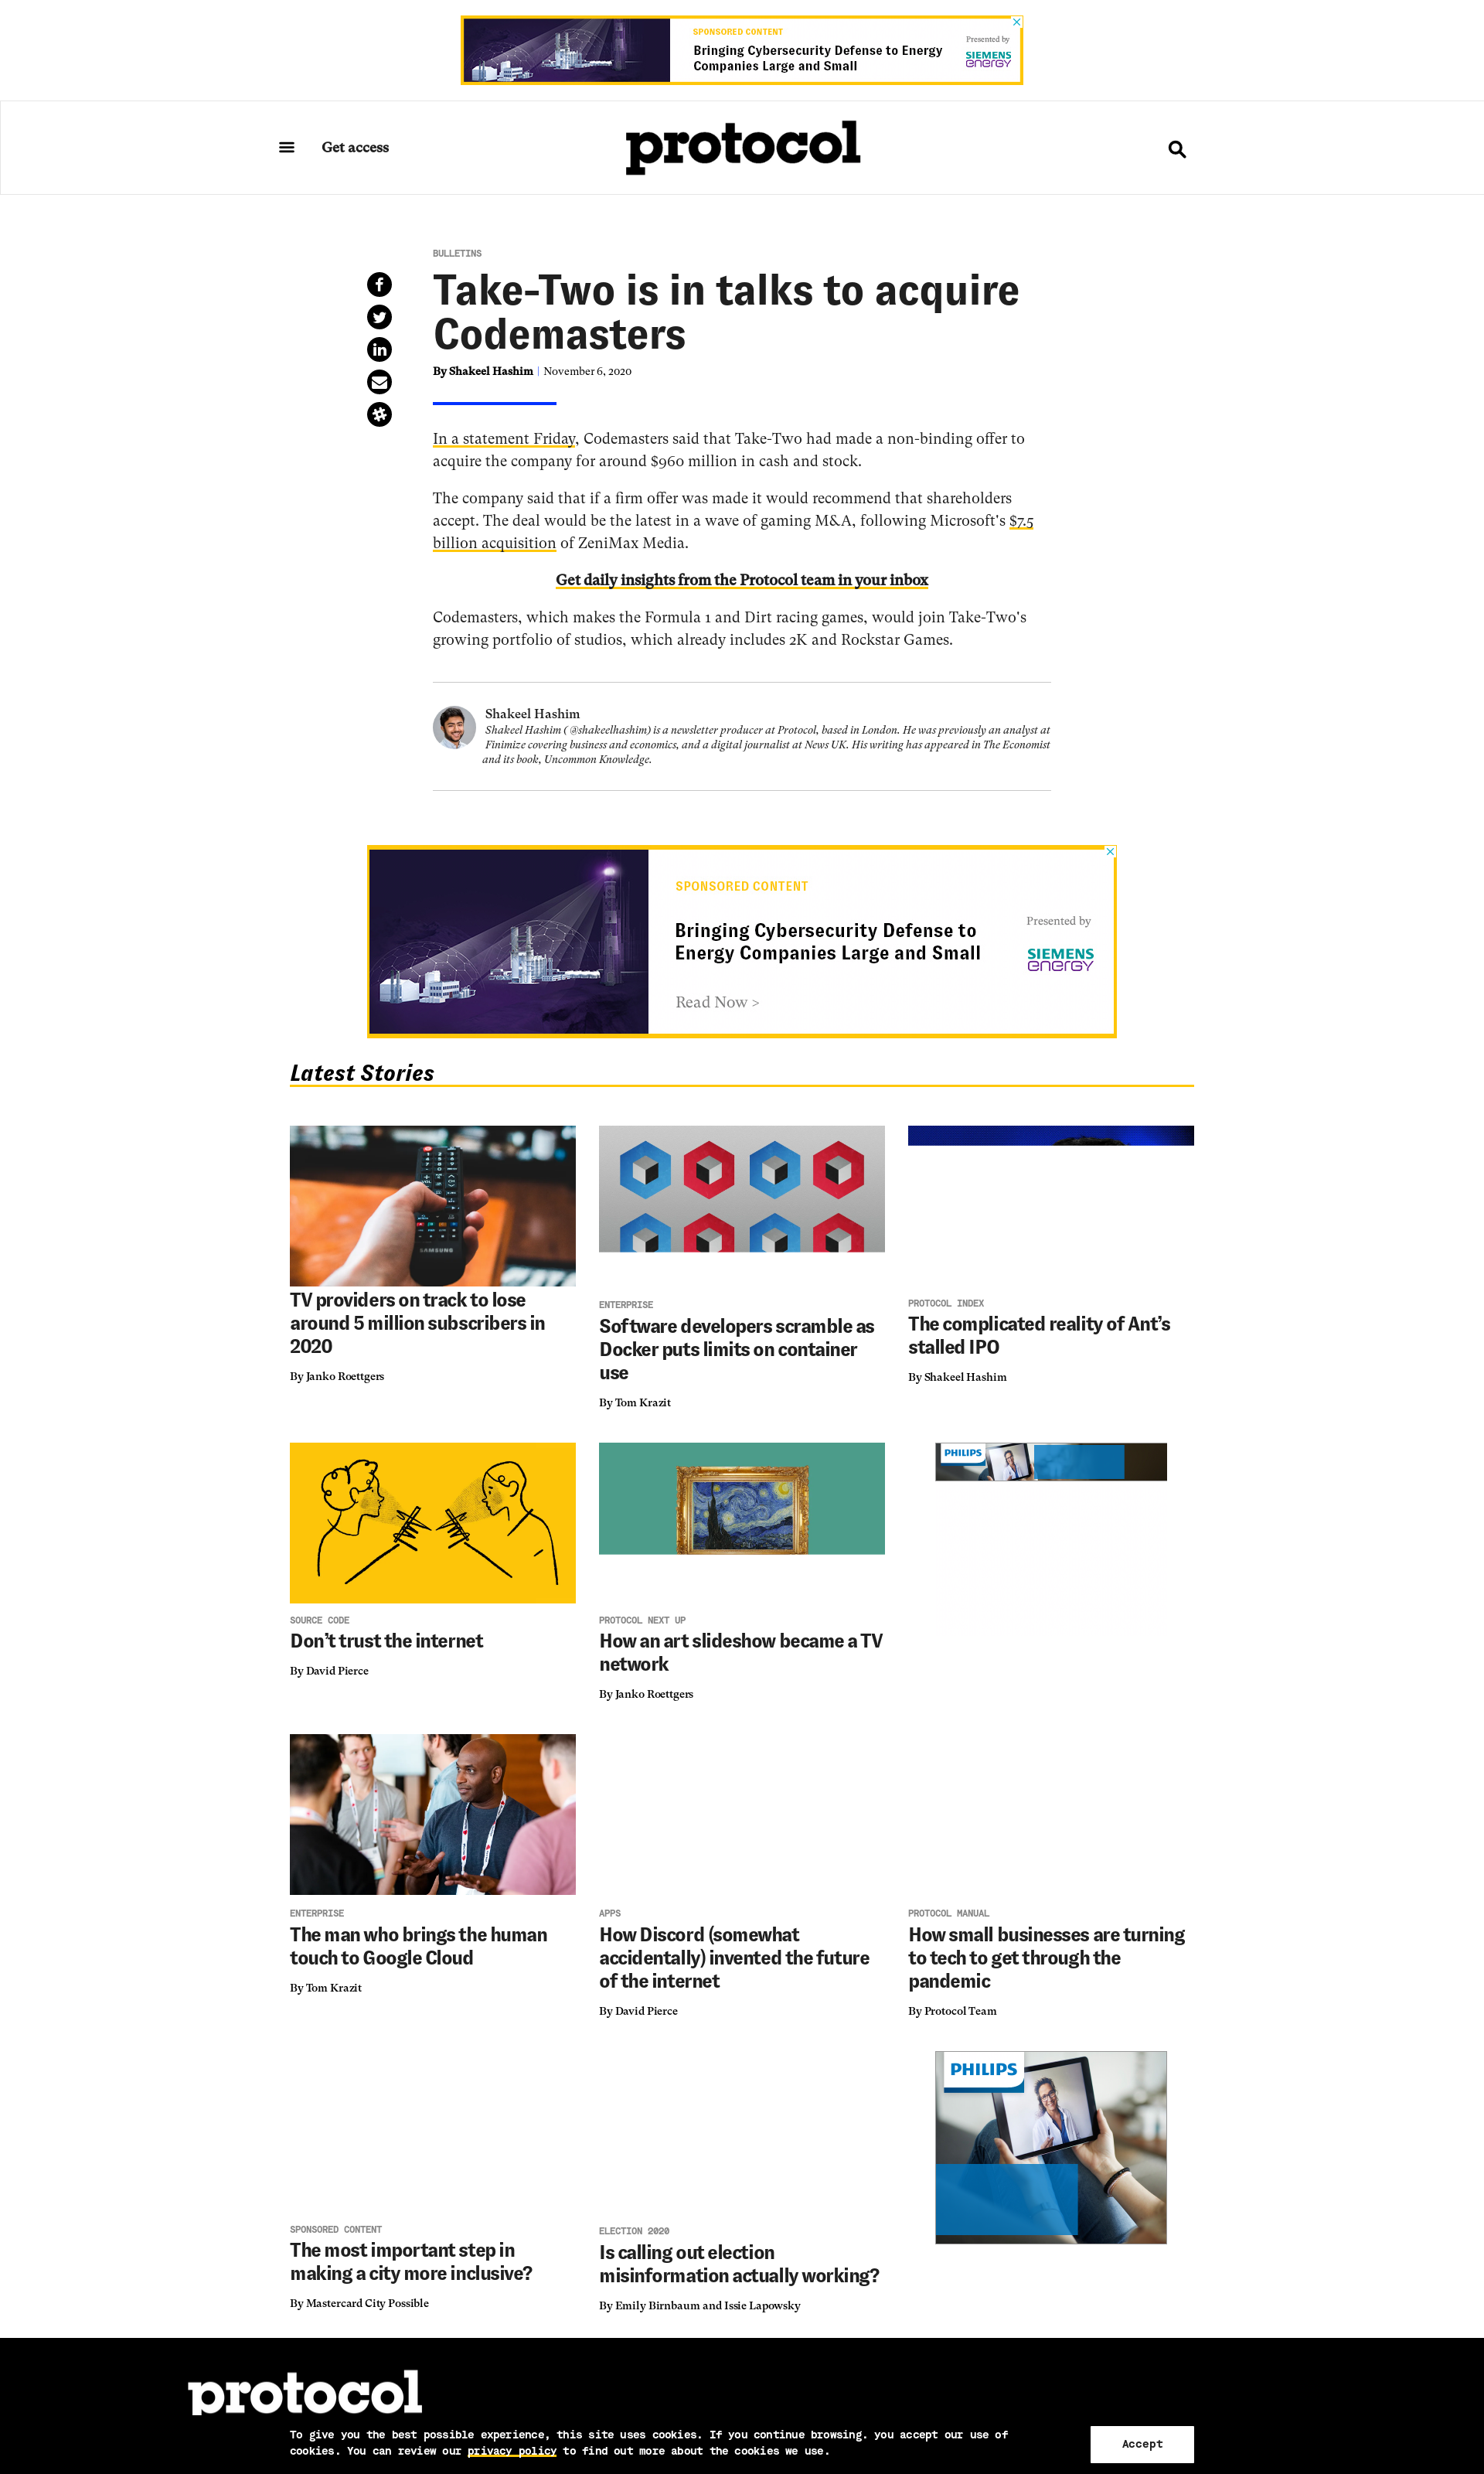 SPONSORED CONTENT
Bringing Cybersecurity Defense to Energy
Companies Large and Small
Presented by
SIEMENS
energy
Get access
protocol
BULLETINS
Take-Two is in talks to acquire
Codemasters
By Shakeel Hashim | November 6, 2020
In a statement Friday, Codemasters said that Take-Two had made a non-binding offer to
acquire the company for around $960 million in cash and stock.
The company said that if a firm offer was made it would recommend that shareholders
accept. The deal would be the latest in a wave of gaming M&A, following Microsoft's $7.5
billion acquisition of ZeniMax Media.
Get daily insights from the Protocol team in your inbox
Codemasters, which makes the Formula 1 and Dirt racing games, would join Take-Two's
growing portfolio of studios, which already includes 2K and Rockstar Games.
Shakeel Hashim
Shakeel Hashim ( @shakeelhashim) is a newsletter producer at Protocol, based in London. He was previously an analyst at
Finimize covering business and economics, and a digital journalist at News UK. His writing has appeared in The Economist
and its book, Uncommon Knowledge.
SPONSORED CONTENT
Bringing Cybersecurity Defense to
Energy Companies Large and Small
Read Now >
Presented by
SIEMENS
energy
Latest Stories
SAMSUNG
TV providers on track to lose
around 5 million subscribers in
2020
By Janko Roettgers
ENTERPRISE
Software developers scramble as
Docker puts limits on container
use
By Tom Krazit
PROTOCOL INDEX
The complicated reality of Ant’s
stalled IPO
By Shakeel Hashim
SOURCE CODE
Don’t trust the internet
By David Pierce
PROTOCOL NEXT UP
How an art slideshow became a TV
network
By Janko Roettgers
PHILIPS
ENTERPRISE
The man who brings the human
touch to Google Cloud
By Tom Krazit
APPS
How Discord (somewhat
accidentally) invented the future
of the internet
By David Pierce
PROTOCOL MANUAL
How small businesses are turning
to tech to get through the
pandemic
By Protocol Team
SPONSORED CONTENT
The most important step in
making a city more inclusive?
By Mastercard City Possible
ELECTION 2020
Is calling out election
misinformation actually working?
By Emily Birnbaum and Issie Lapowsky
PHILIPS
protocol
To give you the best possible experience, this site uses cookies. If you continue browsing. you accept our use of
cookies. You can review our privacy policy to find out more about the cookies we use.
Accept